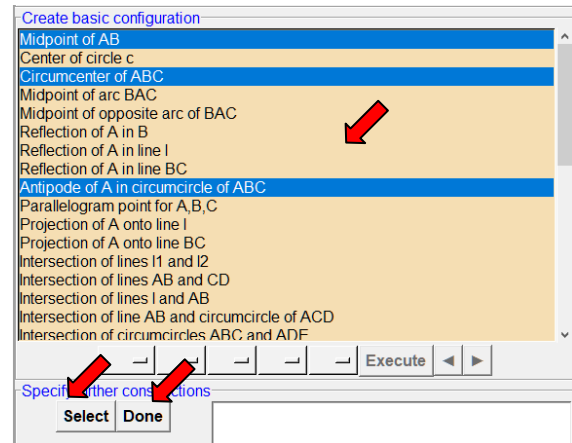 Create basic configuration
Midpoint of AB
Center of circle c
Circumcenter of ABC
Midpoint of arc BAC
Midpoint of opposite arc of BAC
Reflection of A in B
Reflection of A in line l
Reflection of A in line BC
Antipode of A in circumcircle of ABC
Parallelogram point for A,B,C
Projection of A onto line l
Projection of A onto line BC
Intersection of lines l1 and l2
Intersection of lines AB and CD
Intersection of lines l and AB
Intersection of line AB and circumcircle of ACD
Intersection of circumcircles ABC and ADE
Execute
Specify further constructions
Select Done